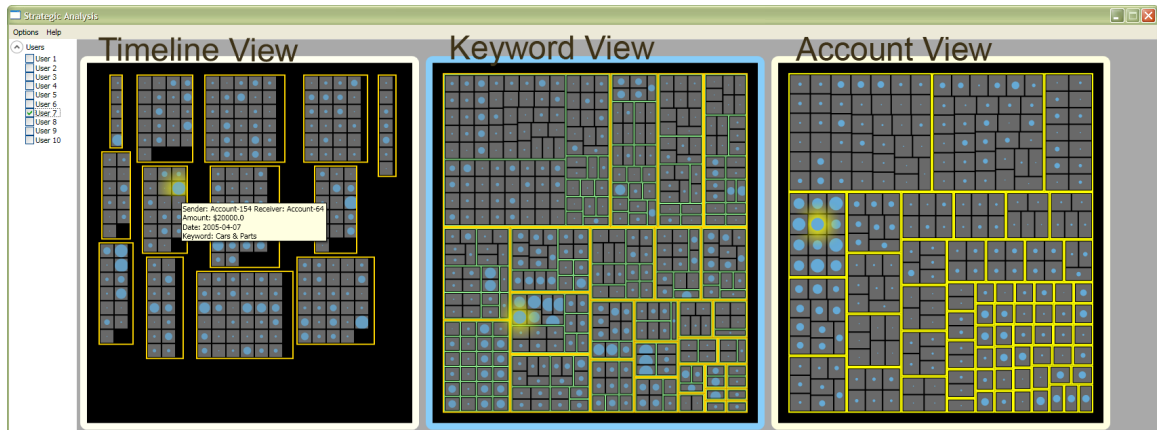 Strategic Analysis
Options Help
Users
User 1
User 2
User 3
User 4
User 5
User 6
User 7
User 8
User 9
User 10
Timeline View
Keyword View
Account View
Sender: Account-154 Receiver: Account-64
Amount: $20000.0
Date: 2005-04-07
Keyword: Cars & Parts